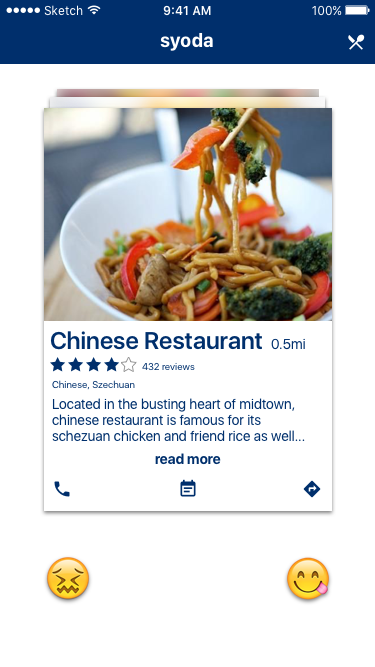 Sketch 9:41 AM 100%
syoda
Chinese Restaurant 0.5mi
432 reviews
Chinese, Szechuan
Located in the busting heart of midtown,
chinese restaurant is famous for its
schezuan chicken and friend rice as well...
read more